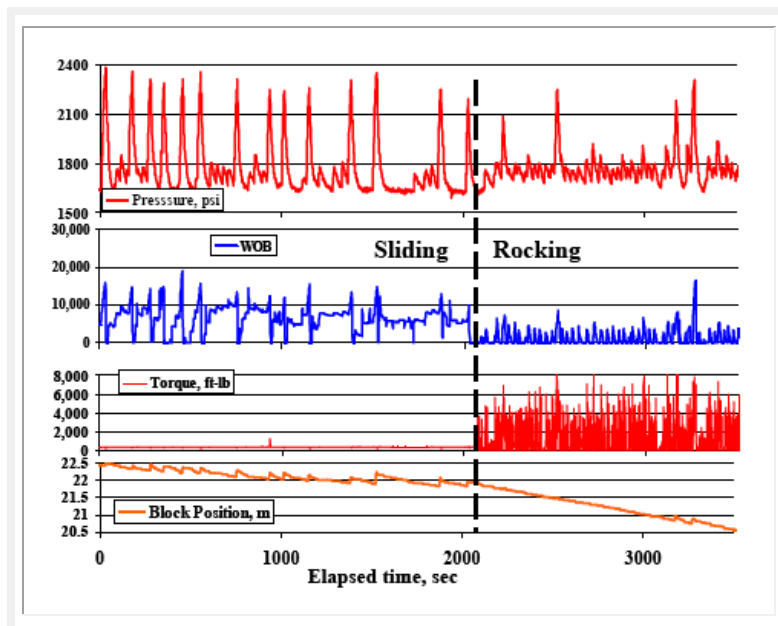 2400
2100
1800
1500
Presssure, psi
30,000
20,000
10,000
0
WOB
Sliding
Rocking
8,000
6,000
4,000
2,000
0
Torque, ft-lb
22.5
22
21.5
21
20.5
Block Position, m
0 1000 2000 3000
Elapsed time, sec